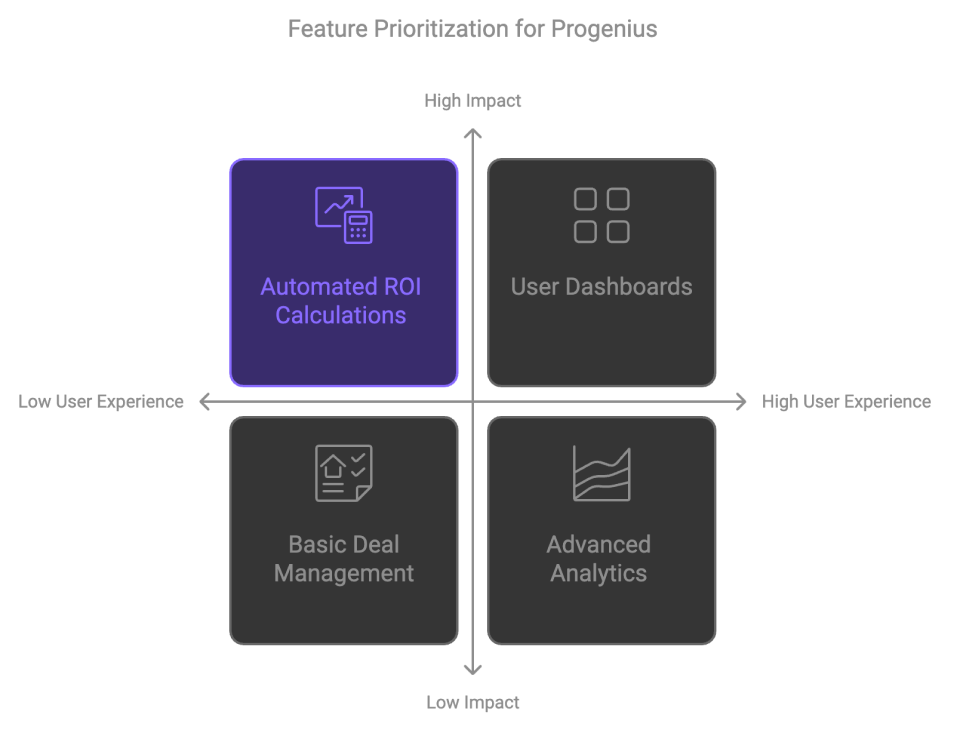 Feature Prioritization for Progenius
High Impact
Automated ROI
Calculations
User Dashboards
Low User Experience
High User Experience
Basic Deal
Management
Advanced
Analytics
Low Impact